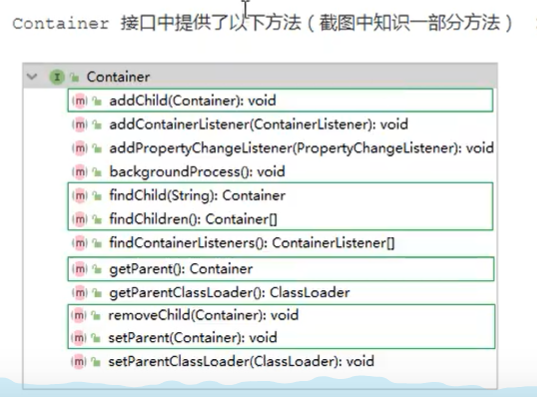 Container 接口中提供了以下方法（截图中知识一部分方法）
Container
addChild(Container): void
addContainerListener(ContainerListener): void
addPropertyChangeListener(PropertyChangeListener): void
backgroundProcess(): void
findChild(String): Container
findChildren(): Container[]
findContainerListeners(): ContainerListener[]
getParent(): Container
getParentClassLoader(): ClassLoader
removeChild(Container): void
setParent(Container): void
setParentClassLoader(ClassLoader): void